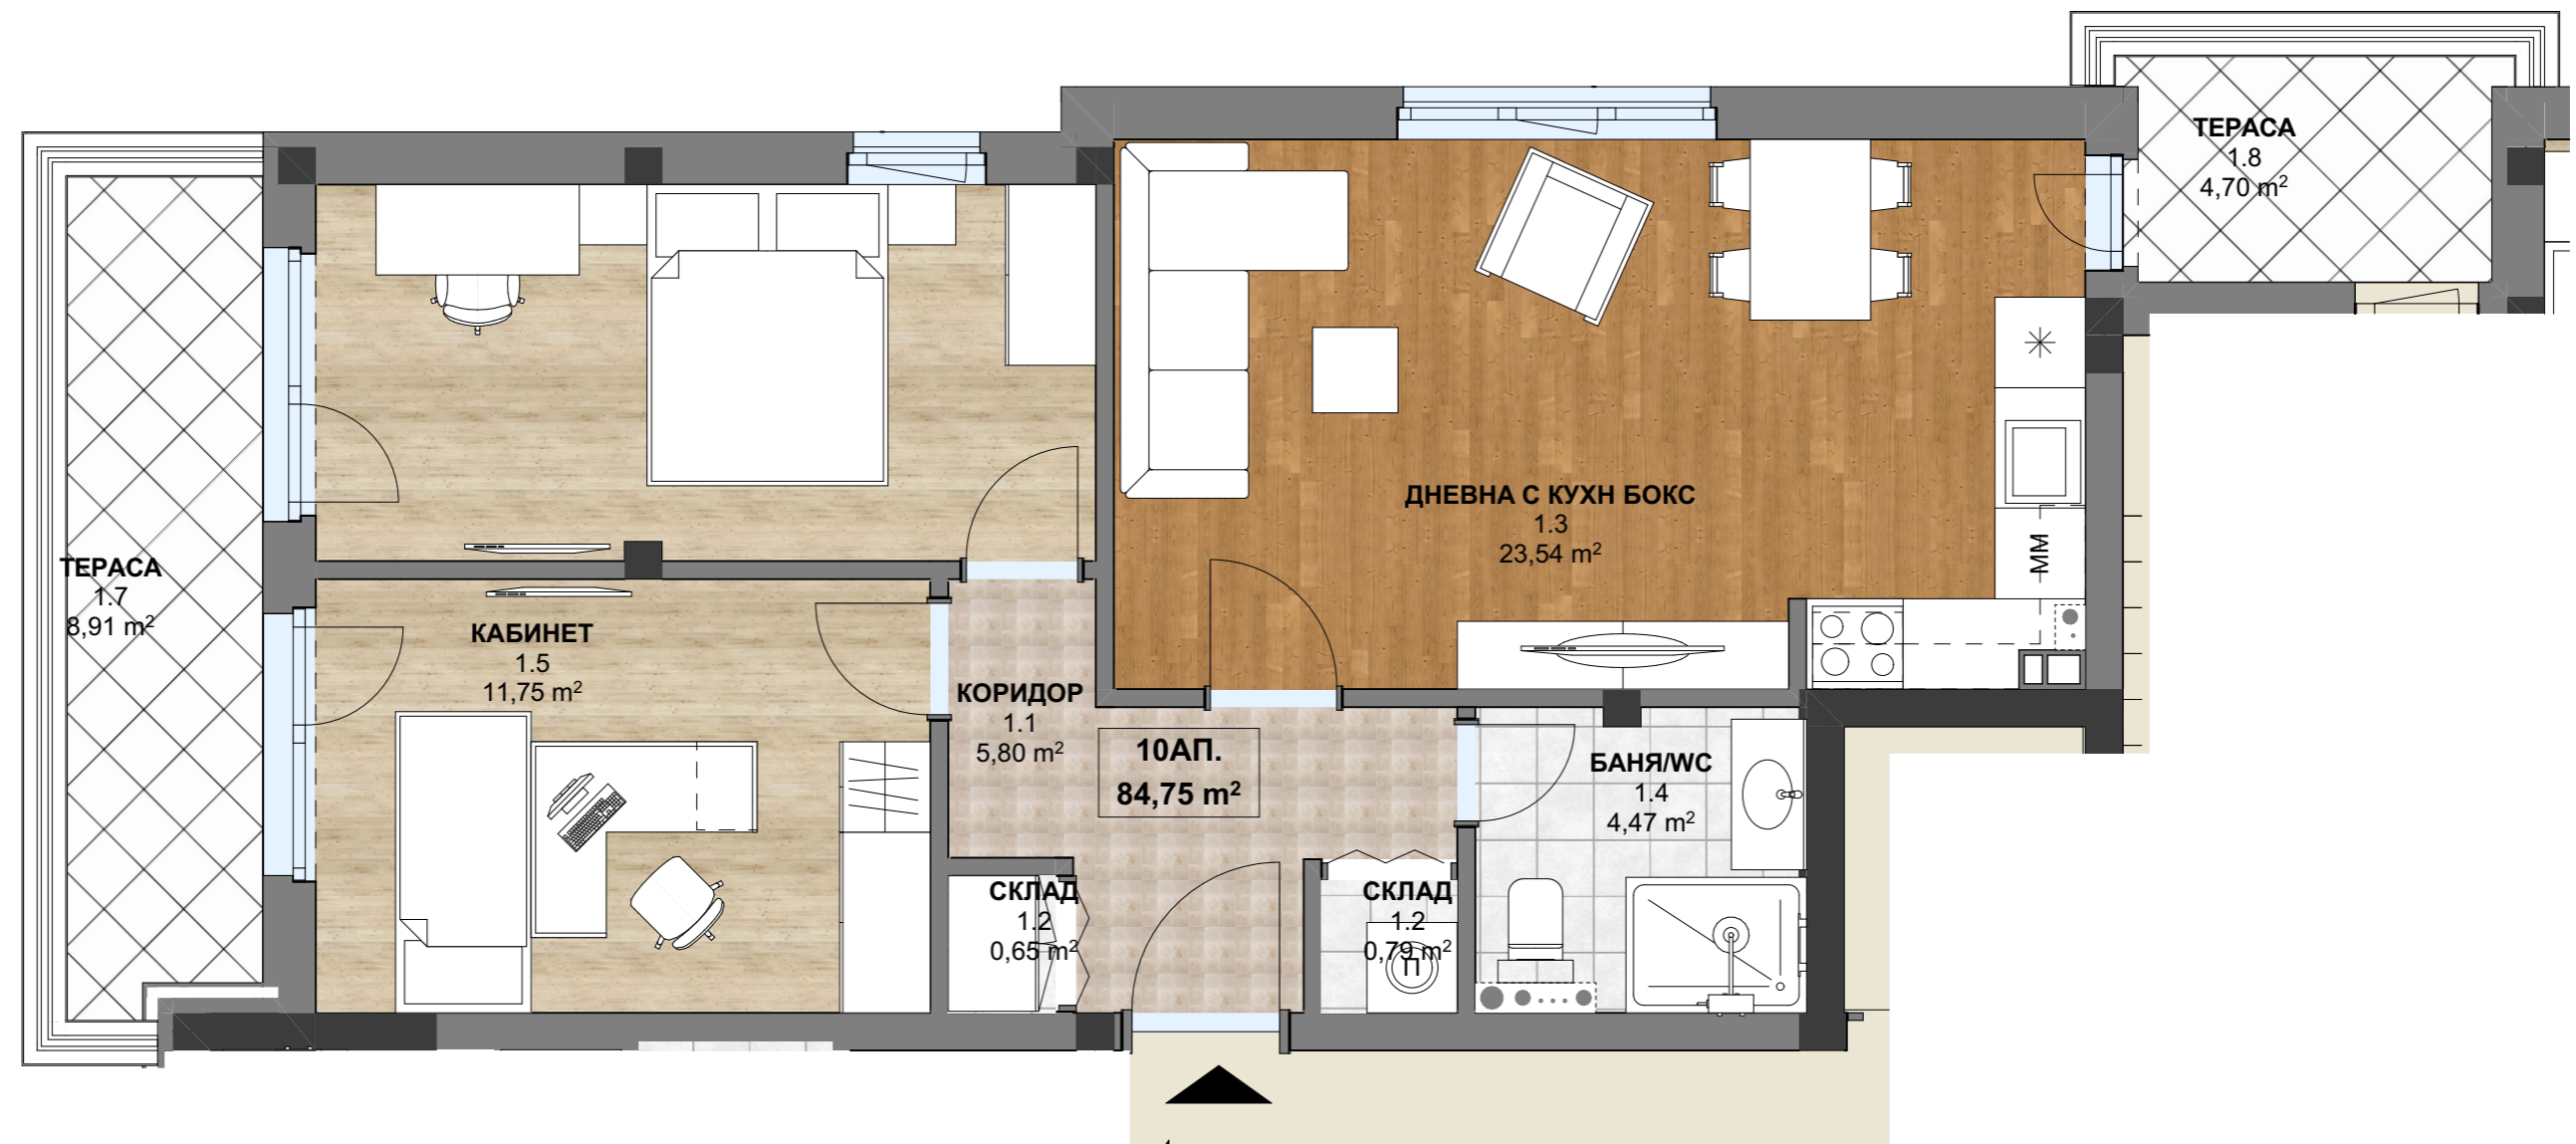 ТЕРАСА
1.8
4,70 m²
ДНЕВНА С КУХН БОКС
1.3
23,54 m²
ММ
ТЕРАСА
1.7
8,91 m²
КАБИНЕТ
1.5
11,75 m²
КОРИДОР
1.1
5,80 m²
10АП.
84,75 m²
БАНЯ/WC
1.4
4,47 m²
СКЛАД
1.2
0,65 m²
СКЛАД
1.2
0,79 m²
П